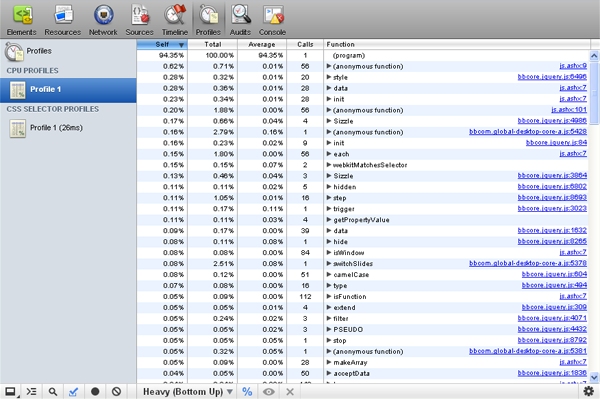 Elements Resources Network Sources Timeline Profiles Audits Console
Profiles
CPU PROFILES
Profile 1
CSS SELECTOR PROFILES
Profile 1 (26ms)
Self Total Average Calls Function
94.35% 100.00% 94.35% 1 (program)
0.62% 0.71% 0.01% 56 (anonymous function) js.ashx:9
0.28% 0.32% 0.01% 20 style bbcore.jquery.js:6496
0.28% 0.36% 0.01% 28 data js.ashx:7
0.23% 0.34% 0.01% 28 init js.ashx:7
0.20% 1.88% 0.00% 56 (anonymous function) js.ashx:101
0.17% 0.66% 0.04% 4 Sizzle bbcore.jquery.js:4986
0.16% 2.79% 0.16% 1 (anonymous function) bbcom.global-desktop-core-a.js:5428
0.16% 0.23% 0.02% 9 init bbcore.jquery.js:84
0.15% 1.80% 0.00% 56 each js.ashx:7
0.15% 0.15% 0.07% 2 webkitMatchesSelector
0.13% 0.46% 0.04% 3 Sizzle bbcore.jquery.js:3864
0.11% 0.11% 0.02% 5 hidden bbcore.jquery.js:6802
0.11% 1.05% 0.01% 16 step bbcore.jquery.js:8693
0.11% 0.17% 0.11% 1 trigger bbcore.jquery.js:3023
0.11% 0.11% 0.03% 4 getPropertyValue
0.09% 0.17% 0.00% 39 data bbcore.jquery.js:1632
0.08% 0.11% 0.08% 1 hide bbcore.jquery.js:8265
0.08% 0.08% 0.00% 84 isWindow js.ashx:7
0.08% 2.51% 0.08% 1 switchSlides bbcom.global-desktop-core-a.js:5378
0.08% 0.12% 0.00% 51 camelCase bbcore.jquery.js:604
0.07% 0.08% 0.00% 16 type bbcore.jquery.js:494
0.05% 0.09% 0.00% 112 isFunction js.ashx:7
0.05% 0.05% 0.01% 4 extend bbcore.jquery.js:309
0.05% 0.24% 0.02% 3 filter bbcore.jquery.js:4071
0.05% 0.05% 0.02% 3 PSEUDO bbcore.jquery.js:4432
0.05% 0.05% 0.05% 1 stop bbcore.jquery.js:8792
0.05% 0.32% 0.05% 1 (anonymous function) bbcom.global-desktop-core-a.js:5381
0.05% 0.09% 0.00% 28 makeArray js.ashx:7
0.04% 0.05% 0.00% 50 acceptData bbcore.jquery.js:1836
Heavy (Bottom Up) %